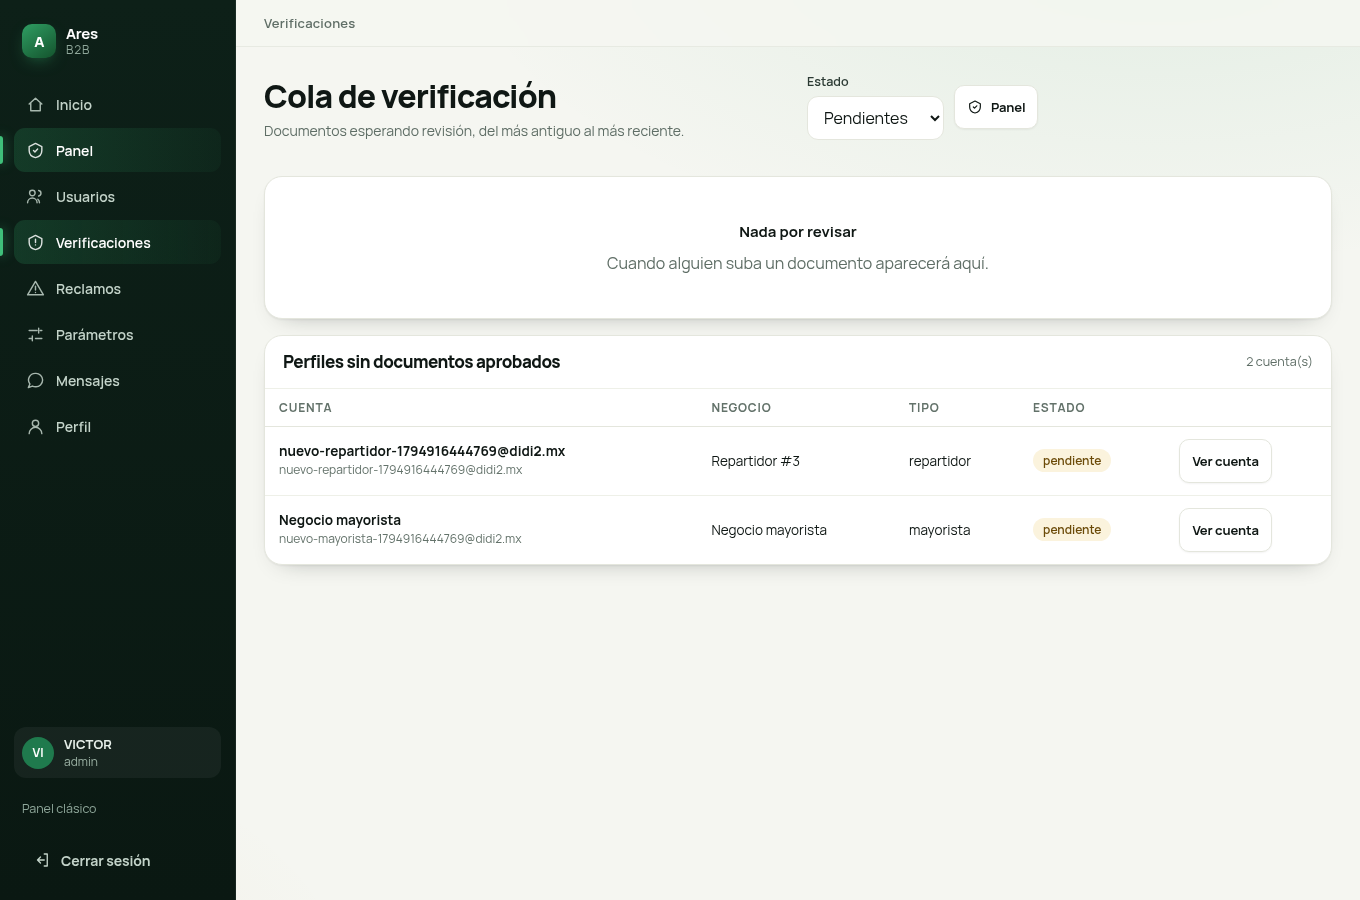 A
Ares
B2B
Inicio
Panel
Usuarios
Verificaciones
Reclamos
Parámetros
Mensajes
Perfil
VI
VICTOR
admin
Panel clásico
Cerrar sesión
Verificaciones
Cola de verificación
Documentos esperando revisión, del más antiguo al más reciente.
Estado
Pendientes
Panel
Nada por revisar
Cuando alguien suba un documento aparecerá aquí.
Perfiles sin documentos aprobados
2 cuenta(s)
CUENTA NEGOCIO TIPO ESTADO
nuevo-repartidor-1794916444769@didi2.mx
nuevo-repartidor-1794916444769@didi2.mx
Repartidor #3 repartidor pendiente Ver cuenta
Negocio mayorista
nuevo-mayorista-1794916444769@didi2.mx
Negocio mayorista mayorista pendiente Ver cuenta